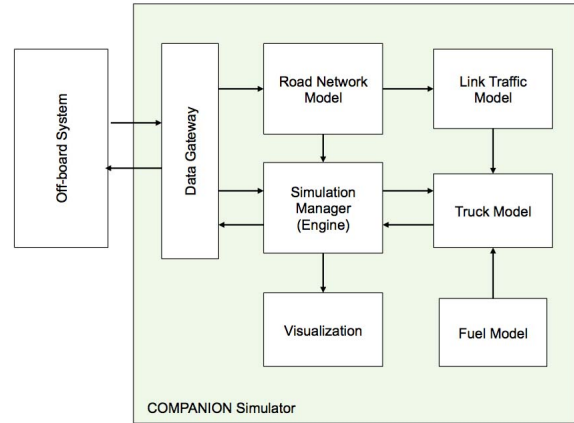 Off-board System
Data Gateway
Road Network
Model
Link Traffic
Model
Simulation
Manager
(Engine)
Truck Model
Visualization
Fuel Model
COMPANION Simulator